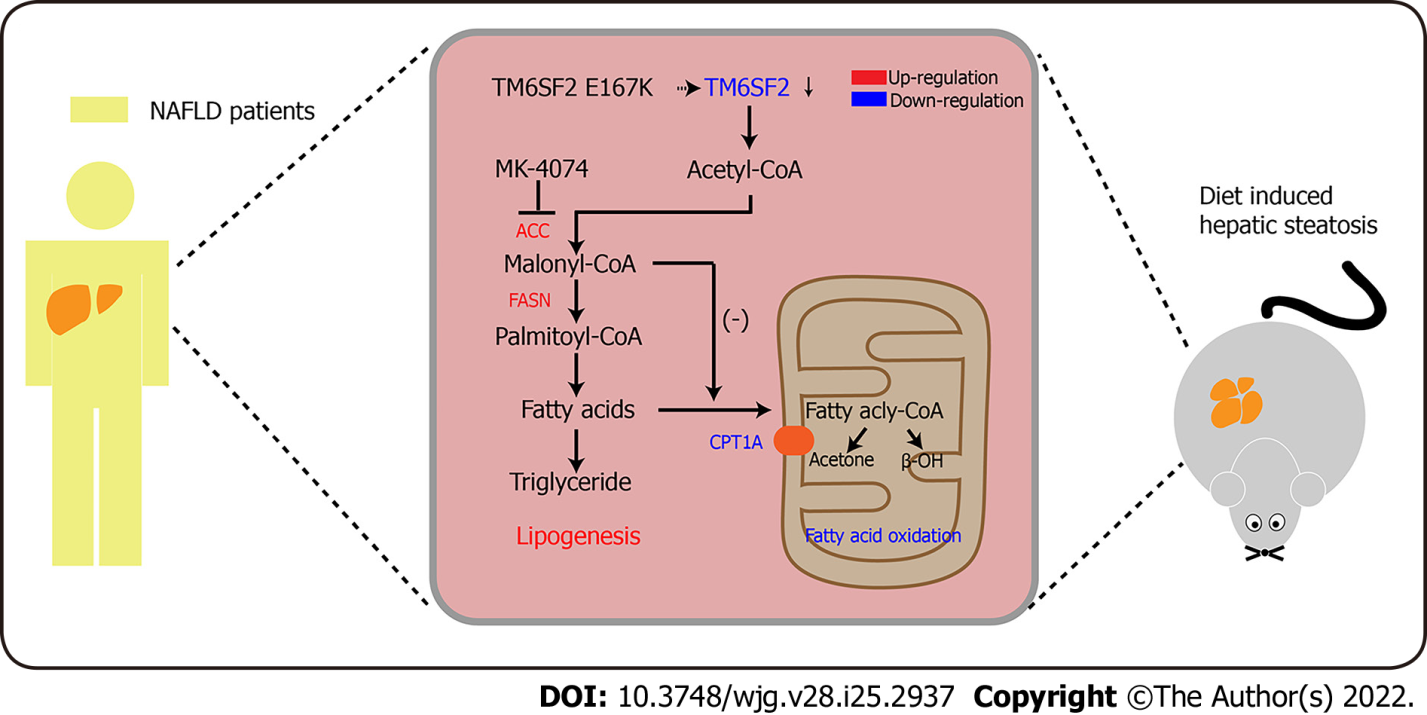 NAFLD patients
TM6SF2 E167K
TM6SF2 ↓
Up-regulation
Down-regulation
MK-4074
Acetyl-CoA
ACC
Malonyl-CoA
FASN
(-)
Palmitoyl-CoA
Fatty acids
Fatty acly-CoA
CPT1A
Acetone
β-OH
Triglyceride
Lipogenesis
Fatty acid oxidation
Diet induced
hepatic steatosis
DOI: 10.3748/wjg.v28.i25.2937 Copyright ©The Author(s) 2022.